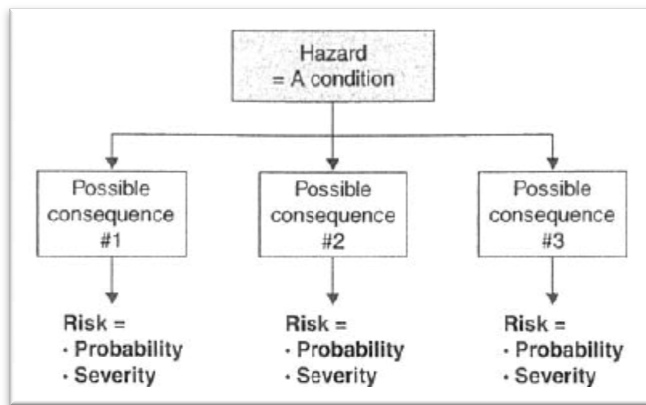 Hazard
= A condition
Possible
consequence
#1
Possible
consequence
#2
Possible
consequence
#3
Risk =
· Probability
· Severity
Risk =
· Probability
· Severity
Risk =
· Probability
· Severity